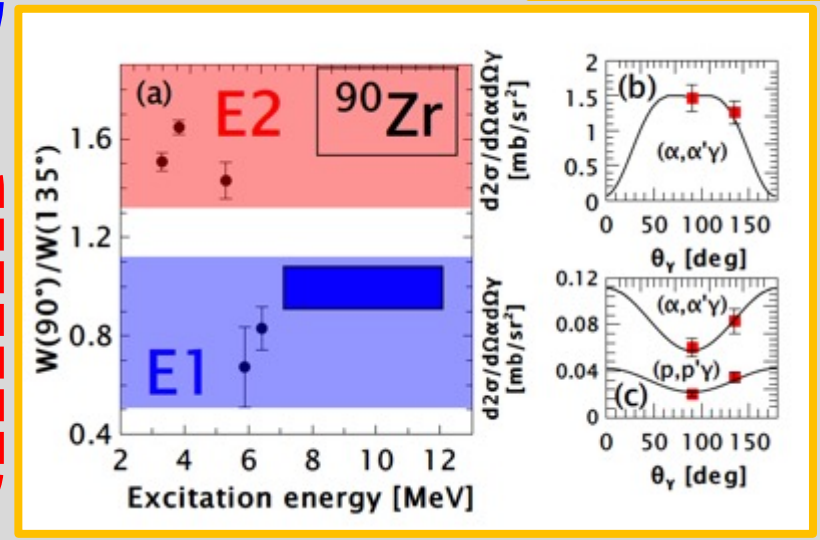 (a)
E2
⁹⁰Zr
E1
W(90°)/W(135°)
1.6
1.2
0.8
0.4
2 4 6 8 10 12
Excitation energy [MeV]
d2σ/dΩαdΩγ
[mb/sr²]
2
1.5
1
0.5
0
(b)
(α,α'γ)
0 50 100 150
θγ [deg]
d2σ/dΩαdΩγ
[mb/sr²]
0.12
0.08
0.04
0
(α,α'γ)
(p,p'γ)
(c)
0 50 100 150
θγ [deg]